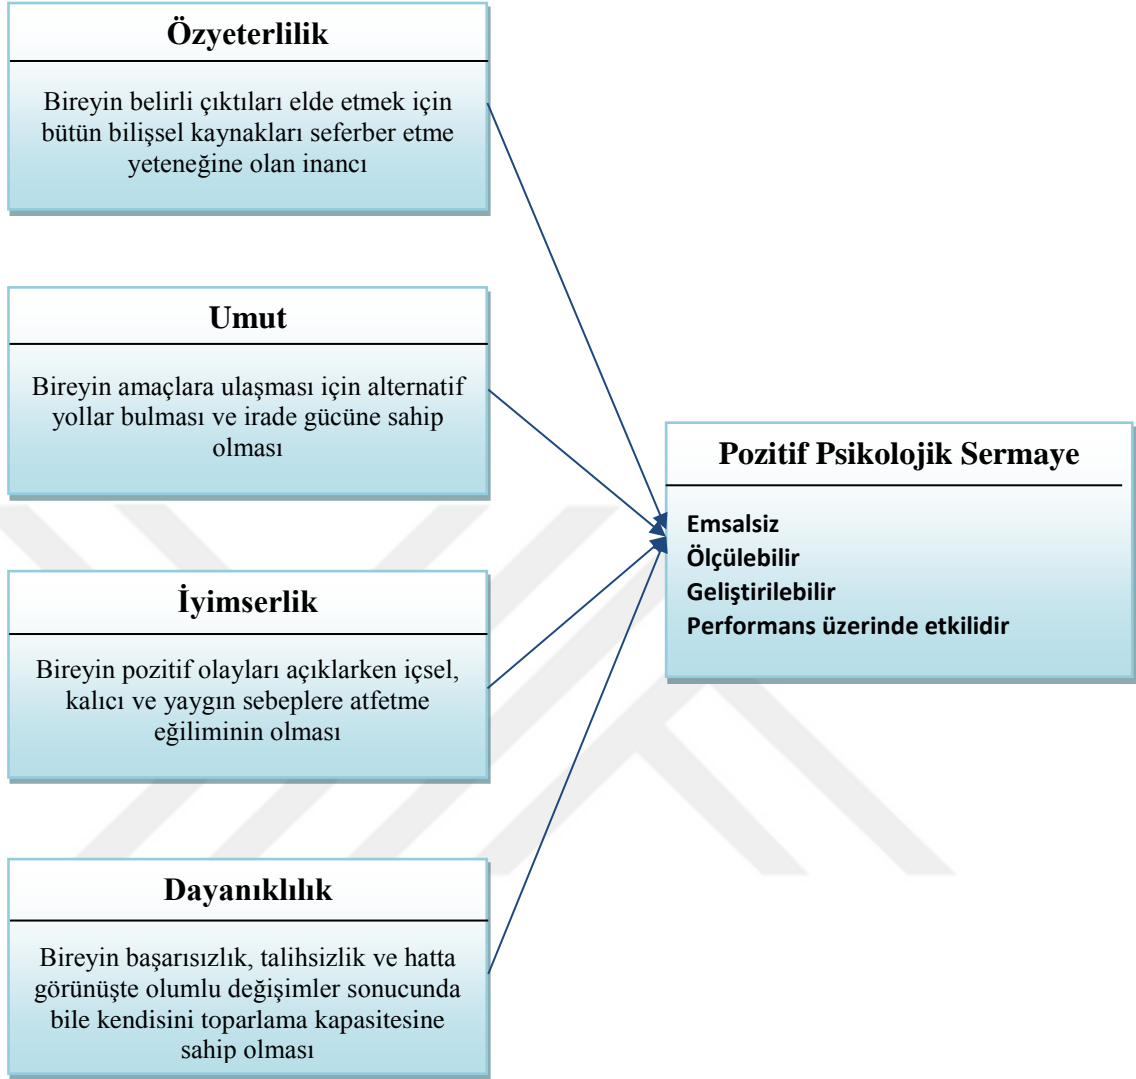 Özyeterlilik
Bireyin belirli çıktıları elde etmek için
bütün bilişsel kaynakları seferber etme
yeteneğine olan inancı
Umut
Bireyin amaçlara ulaşması için alternatif
yollar bulması ve irade gücüne sahip
olması
İyimserlik
Bireyin pozitif olayları açıklarken içsel,
kalıcı ve yaygın sebeplere atfetme
eğiliminin olması
Dayanıklılık
Bireyin başarısızlık, talihsizlik ve hatta
görünüşte olumlu değişimler sonucunda
bile kendisini toparlama kapasitesine
sahip olması
Pozitif Psikolojik Sermaye
Emsalsiz
Ölçülebilir
Geliştirilebilir
Performans üzerinde etkilidir